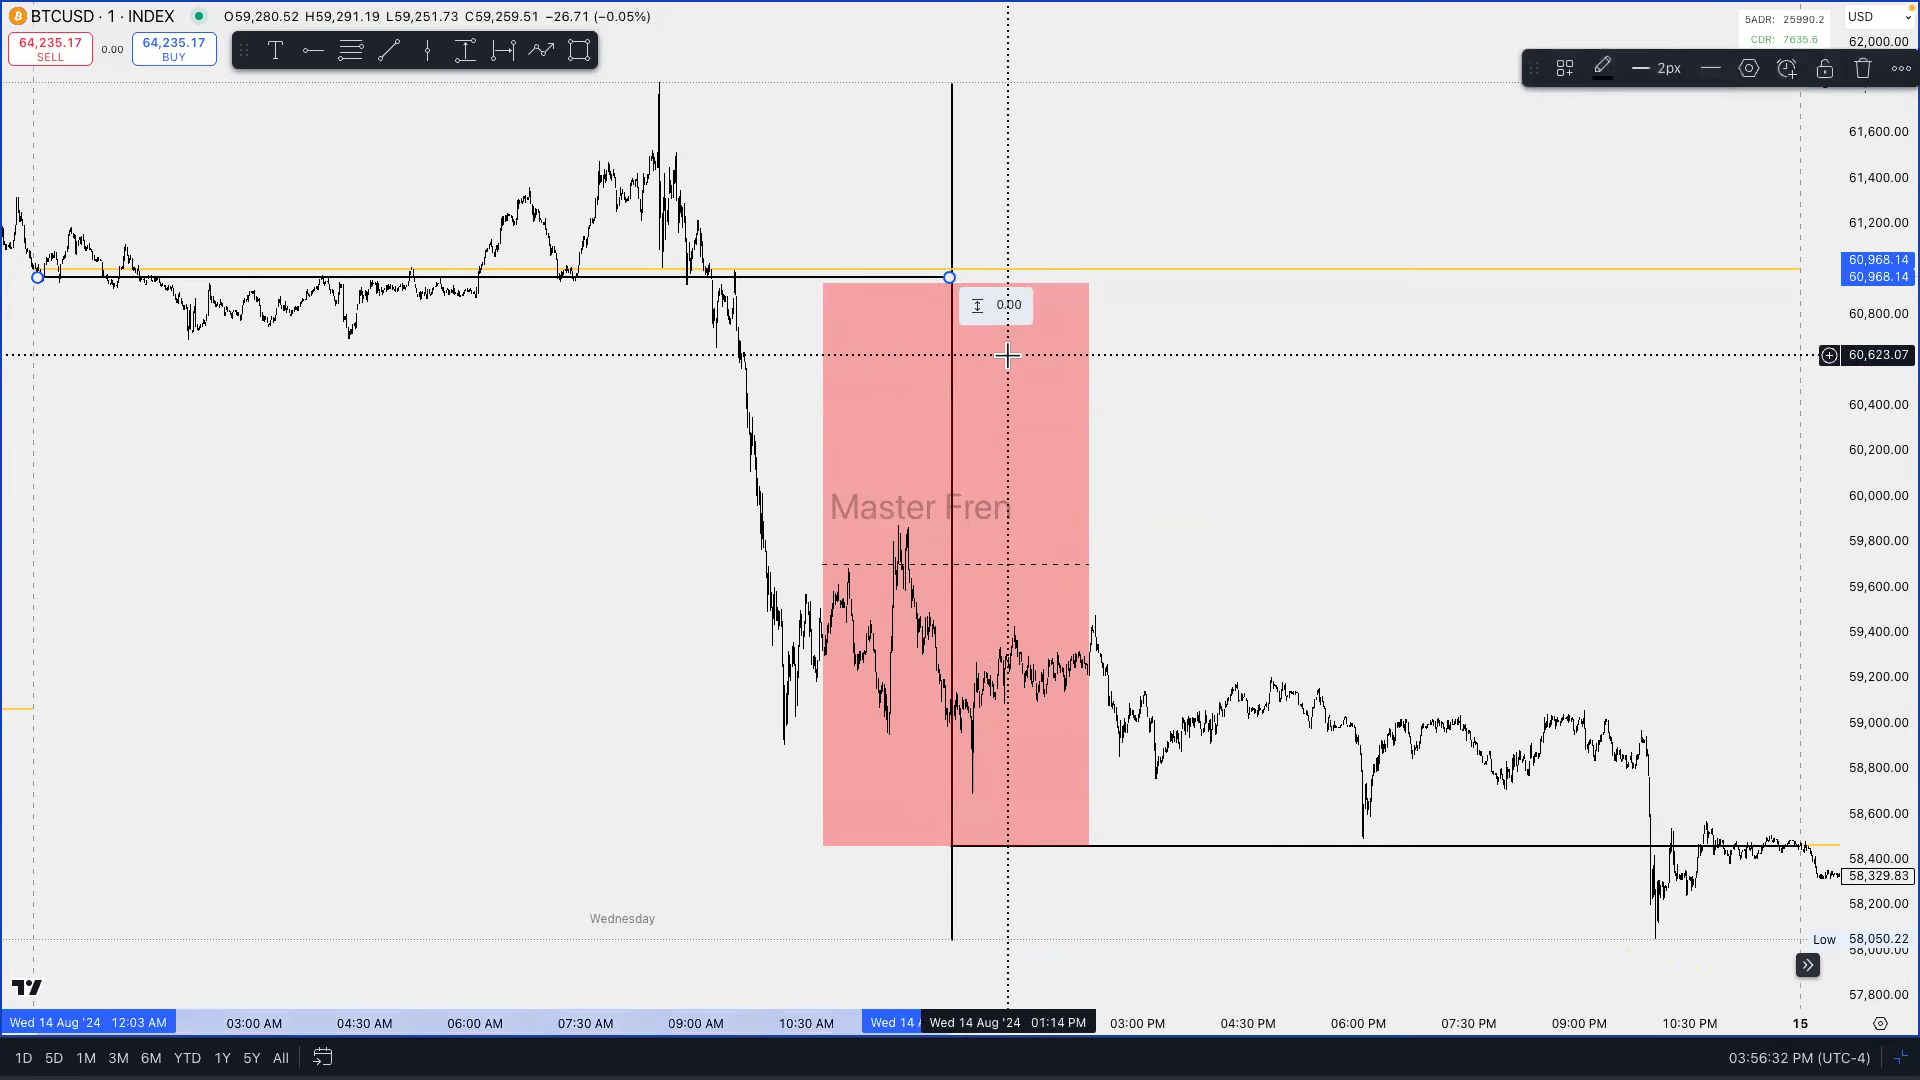 BTCUSD · 1 · INDEX
O59,280.52 H59,291.19 L59,251.73 C59,259.51 −26.71 (−0.05%)
64,235.17
SELL
0.00
64,235.17
BUY
5ADR: 25990.2
CDR: 7635.6
USD
2px
62,000.00
61,600.00
61,400.00
61,200.00
60,968.14
60,968.14
60,800.00
60,623.07
60,400.00
60,200.00
60,000.00
59,800.00
59,600.00
59,400.00
59,200.00
59,000.00
58,800.00
58,600.00
58,400.00
58,329.83
58,200.00
Low 58,050.22
58,000.00
57,800.00
0.00
Master Fren
Wednesday
Wed 14 Aug '24 12:03 AM
03:00 AM
04:30 AM
06:00 AM
07:30 AM
09:00 AM
10:30 AM
Wed 14
Wed 14 Aug '24 01:14 PM
03:00 PM
04:30 PM
06:00 PM
07:30 PM
09:00 PM
10:30 PM
15
1D 5D 1M 3M 6M YTD 1Y 5Y All
03:56:32 PM (UTC-4)